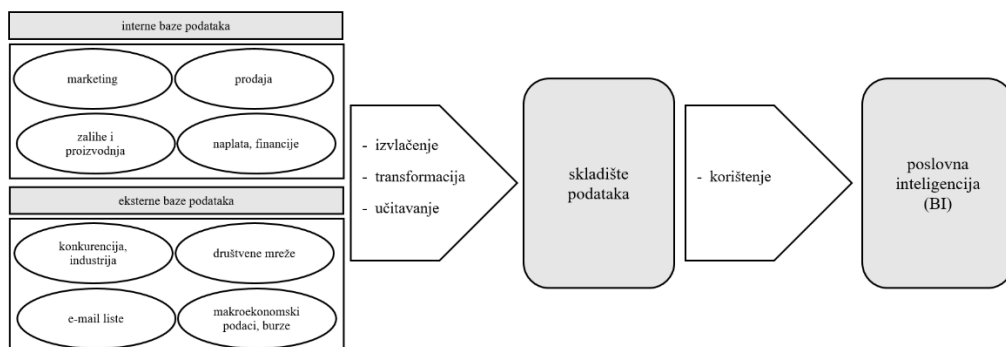 interne baze podataka
marketing
prodaja
zalihe i
proizvodnja
naplata, financije
eksterne baze podataka
konkurencija,
industrija
društvene mreže
e-mail liste
makroekonomski
podaci, burze
- izvlačenje
- transformacija
- učitavanje
skladište
podataka
- korištenje
poslovna
inteligencija
(BI)